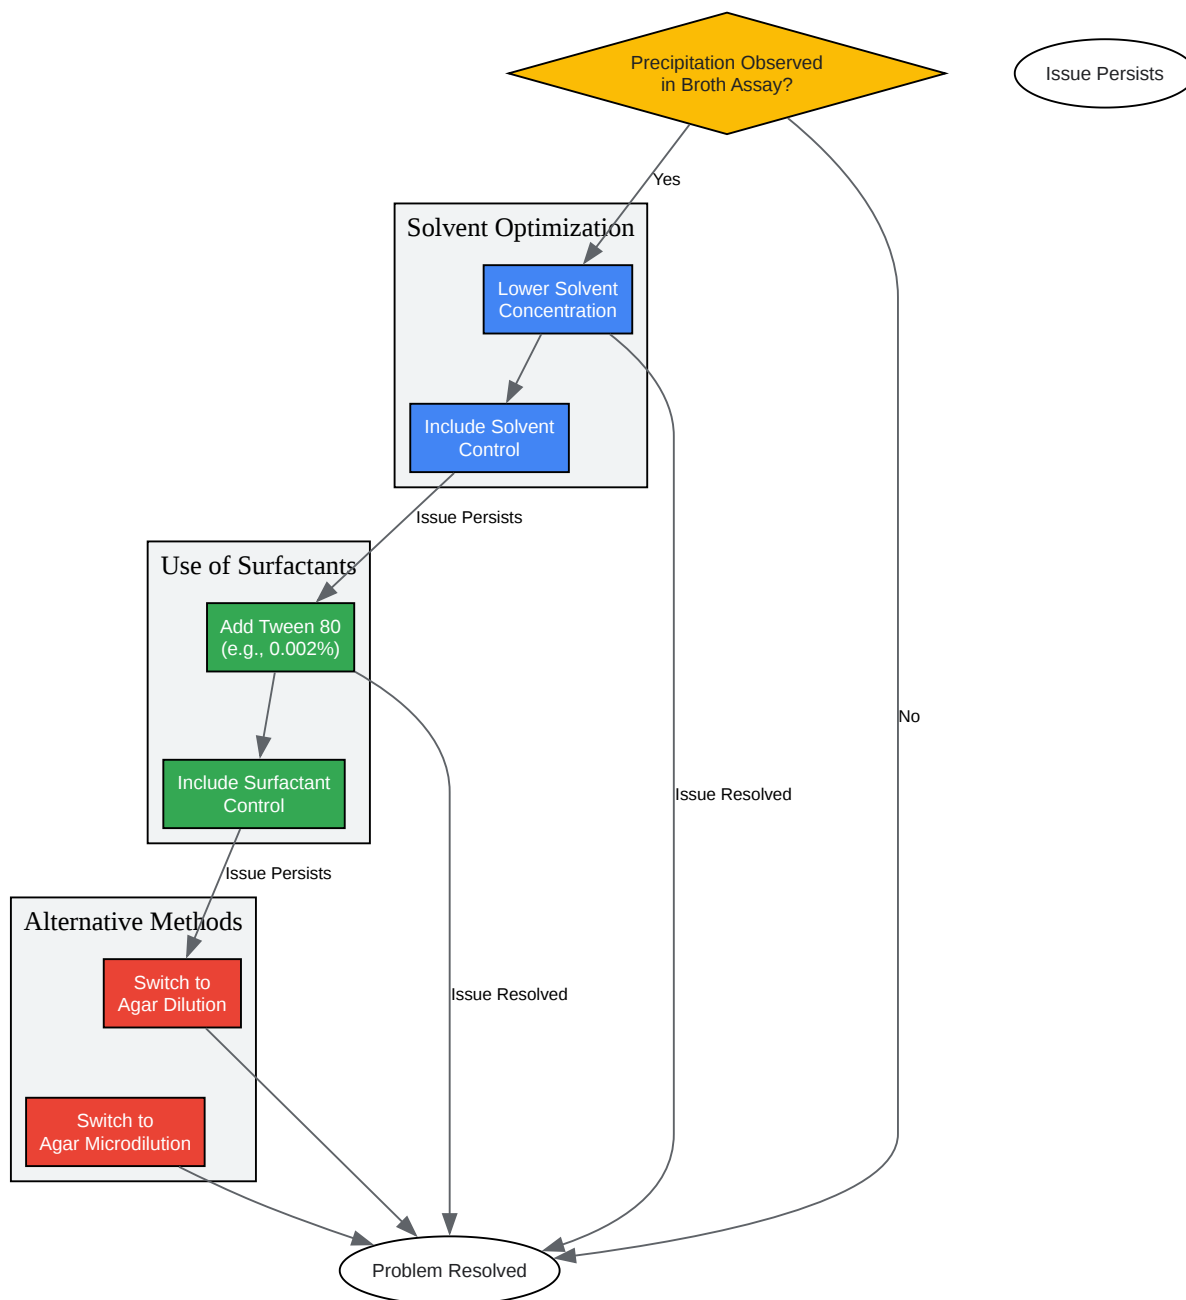 Precipitation Observed
in Broth Assay?
Issue Persists
Yes
Solvent Optimization
Lower Solvent
Concentration
Include Solvent
Control
Issue Persists
Use of Surfactants
Add Tween 80
(e.g., 0.002%)
No
Include Surfactant
Control
Issue Resolved
Issue Persists
Alternative Methods
Switch to
Agar Dilution
Issue Resolved
Switch to
Agar Microdilution
Problem Resolved